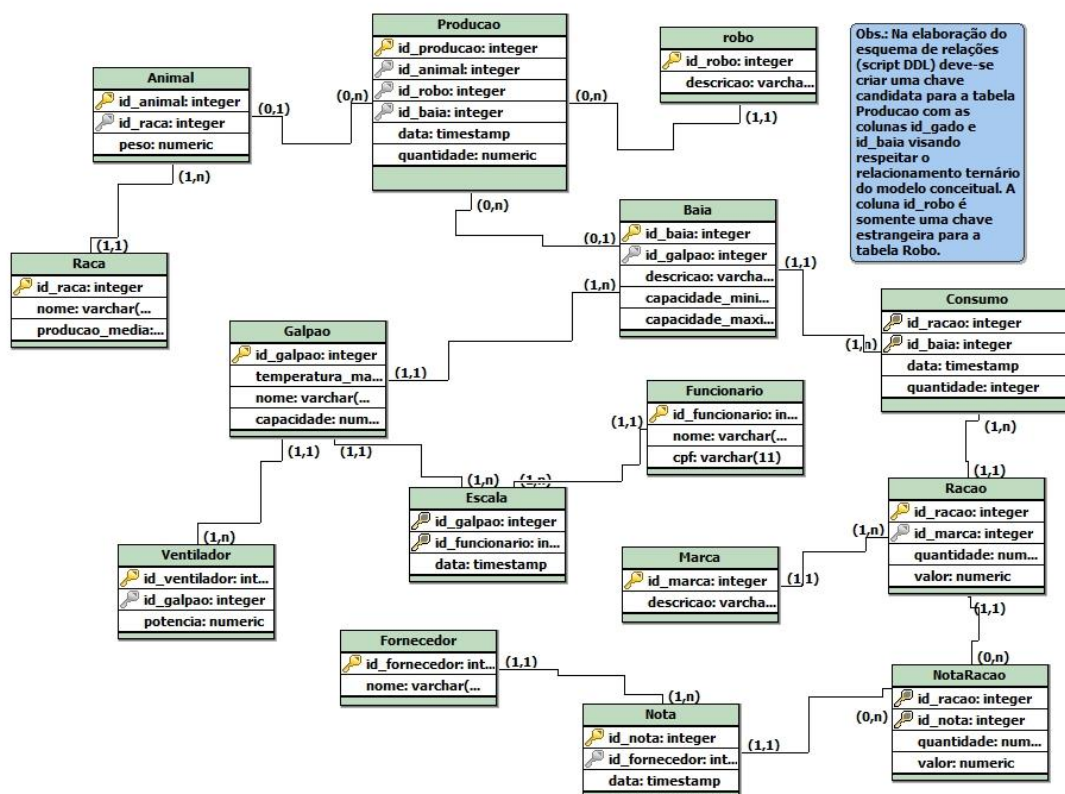 Producao
id_producao: integer
id_animal: integer
id_robo: integer
id_baia: integer
data: timestamp
quantidade: numeric
robo
id_robo: integer
descricao: varcha...
Obs.: Na elaboração do
esquema de relações
(script DDL) deve-se
criar uma chave
candidata para a tabela
Producao com as
colunas id_gado e
id_baia visando
respeitar o
relacionamento ternário
do modelo conceitual. A
coluna id_robo é
somente uma chave
estrangeira para a
tabela Robo.
Animal
id_animal: integer
id_raca: integer
peso: numeric
(0,1)
(0,n)
(0,n)
(1,1)
(1,n)
(0,n)
(1,1)
Raca
id_raca: integer
nome: varchar(...
producao_media:...
Baia
id_baia: integer
id_galpao: integer
descricao: varcha...
capacidade_mini...
capacidade_maxi...
(0,1)
(1,1)
(1,n)
Consumo
id_racao: integer
id_baia: integer
data: timestamp
quantidade: integer
(1,n)
(1,n)
Galpao
id_galpao: integer
temperatura_ma...
nome: varchar(...
capacidade: num...
(1,1)
(1,1)
(1,1)
Funcionario
id_funcionario: in...
nome: varchar(...
cpf: varchar(11)
(1,1)
(1,n)
(1,n)
Escala
id_galpao: integer
id_funcionario: in...
data: timestamp
(1,1)
Racao
id_racao: integer
id_marca: integer
quantidade: num...
valor: numeric
(1,n)
(1,1)
(1,n)
Ventilador
id_ventilador: int...
id_galpao: integer
potencia: numeric
Marca
id_marca: integer
descricao: varcha...
(1,1)
Fornecedor
id_fornecedor: int...
nome: varchar(...
(1,1)
(1,n)
Nota
id_nota: integer
id_fornecedor: int...
data: timestamp
(1,1)
(0,n)
(0,n)
NotaRacao
id_racao: integer
id_nota: integer
quantidade: num...
valor: numeric